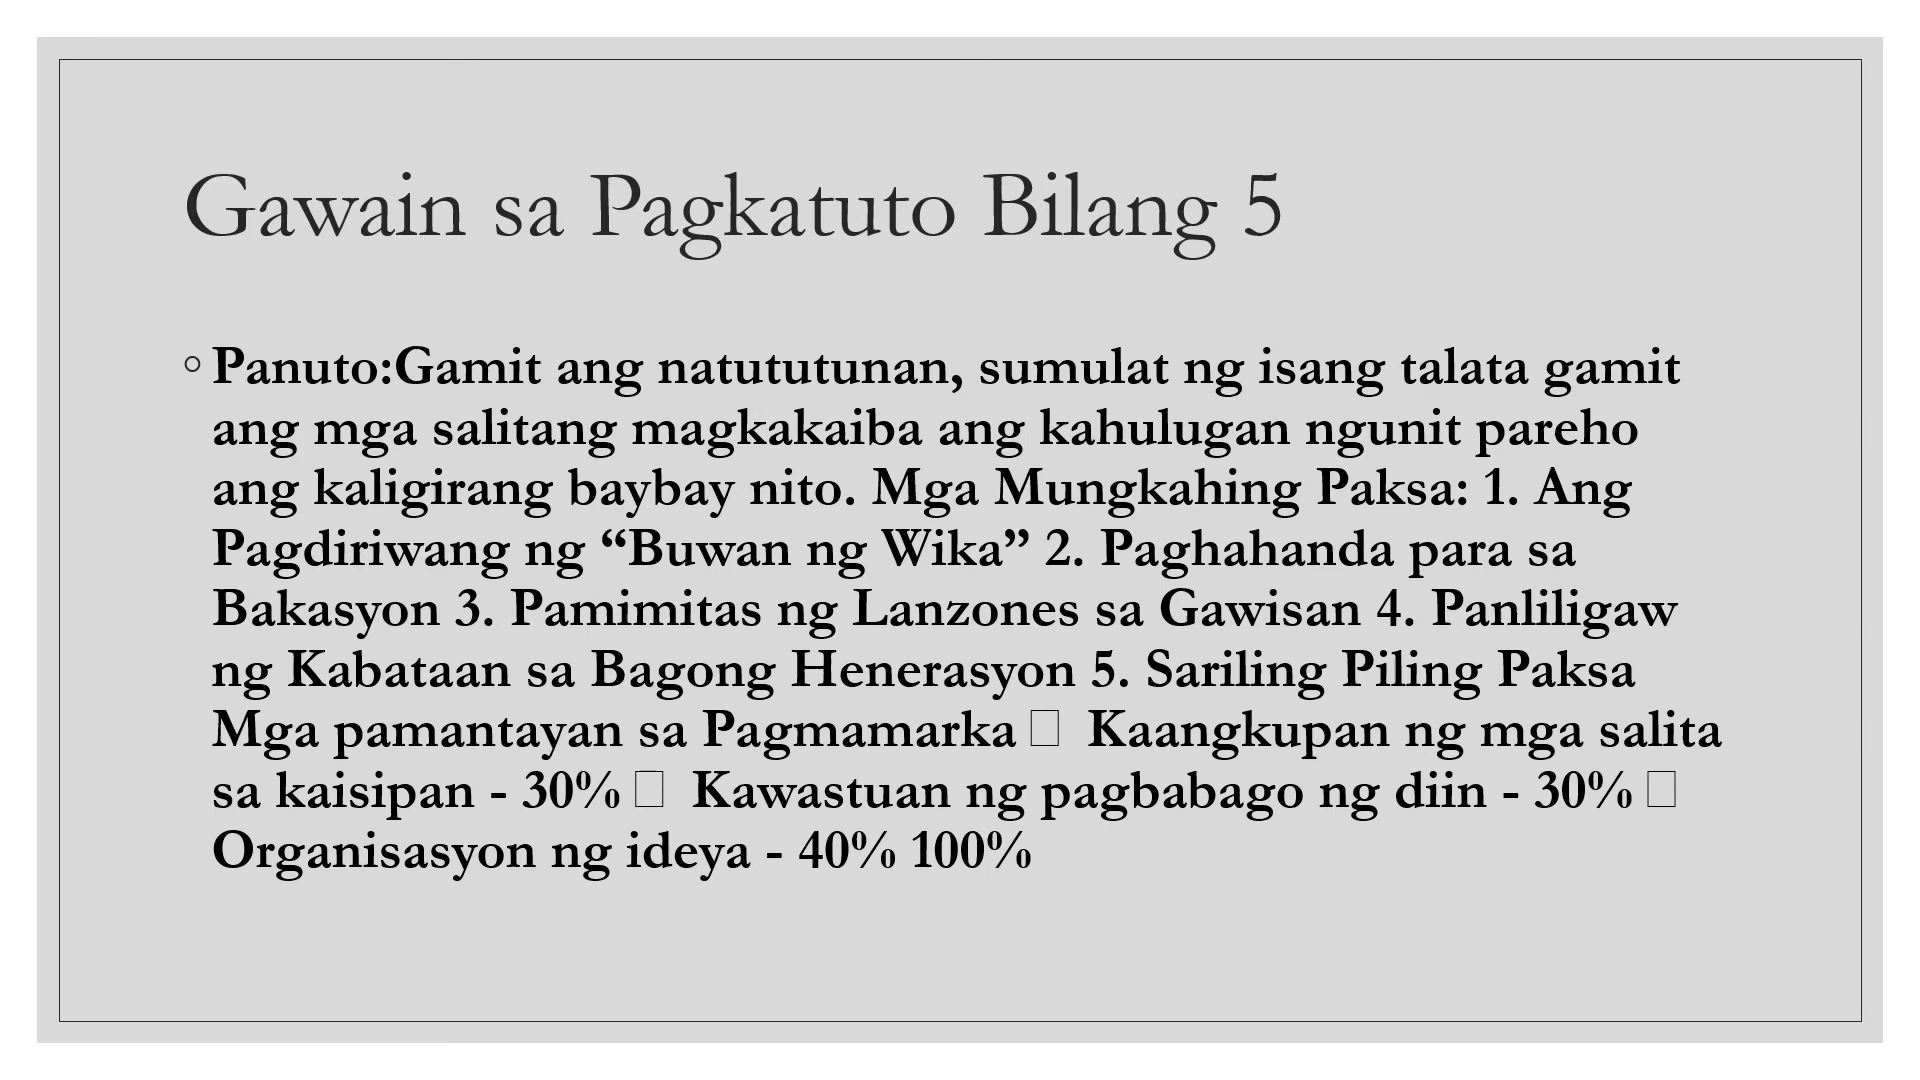 Gawain sa Pagkatuto Bilang 5
Panuto:Gamit ang natututunan, sumulat ng isang talata gamit
ang mga salitang magkakaiba ang kahulugan ngunit pareho
ang kaligirang baybay nito. Mga Mungkahing Paksa: 1. Ang
Pagdiriwang ng “Buwan ng Wika” 2. Paghahanda para sa
Bakasyon 3. Pamimitas ng Lanzones sa Gawisan 4. Panliligaw
ng Kabataan sa Bagong Henerasyon 5. Sariling Piling Paksa
Mga pamantayan sa Pagmamarka Kaangkupan ng mga salita
sa kaisipan - 30% Kawastuan ng pagbabago ng diin - 30%
Organisasyon ng ideya - 40% 100%